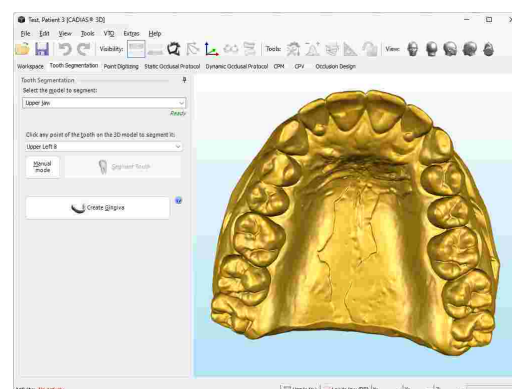 Test, Patient 3 [CADIAS® 3D]
File Edit View Tools VTO Extras Help
Visibility: Tools: View:
Workspace Tooth Segmentation Point Digitizing Static Occlusal Protocol Dynamic Occlusal Protocol CPM CPV Occlusion Design
Tooth Segmentation
Select the model to segment:
Upper Jaw
Ready
Click any point of the tooth on the 3D model to segment it:
Upper Left 8
Manual mode
Segment Tooth
Create Gingiva